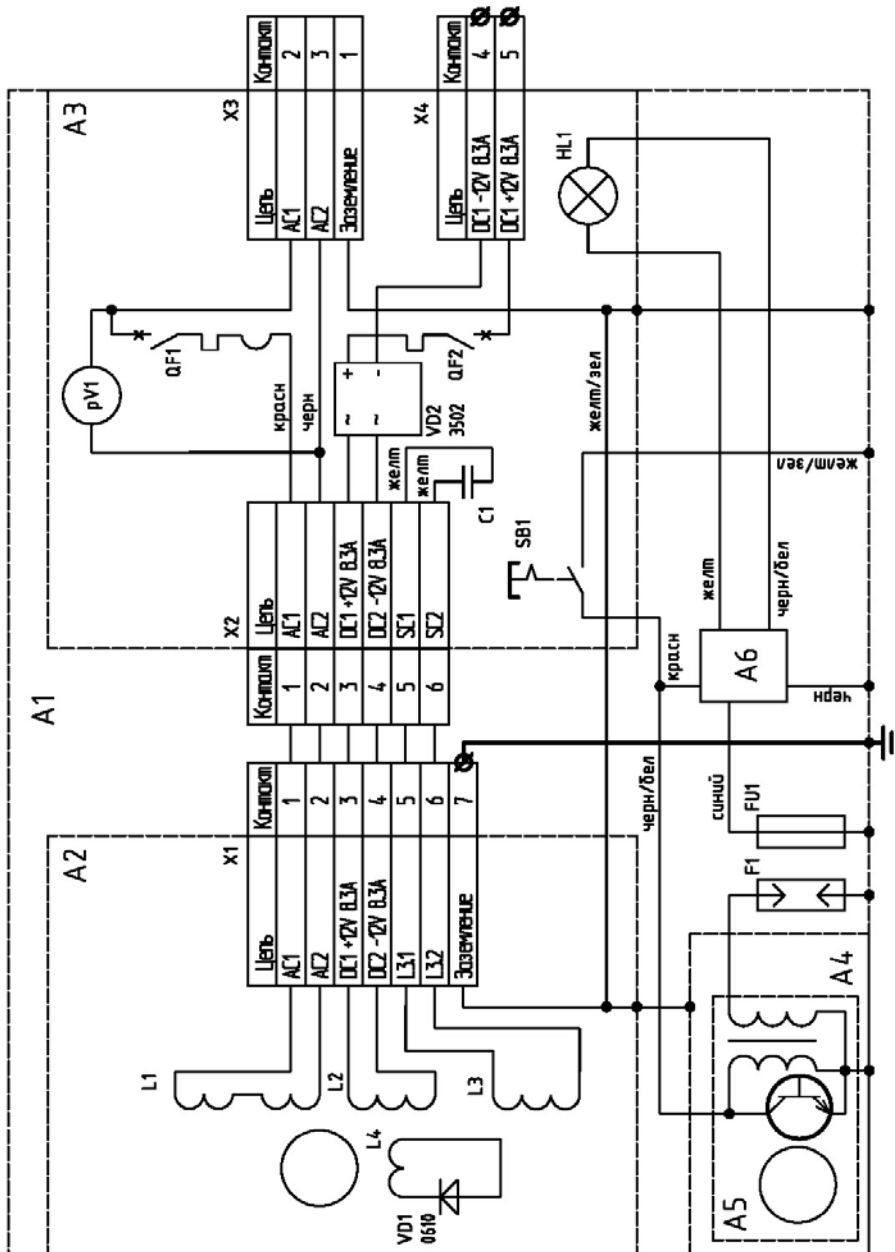 A1
A2
X1
Цепь Контакт
AC1 1
AC2 2
DC1 +12V 8.3A 3
DC2 -12V 8.3A 4
L3.1 5
L3.2 6
Заземление 7
L1
L2
L3
L4
VD1
0610
X2
Контакт Цепь
1 AC1
2 AC2
3 DC1 +12V 8.3A
4 DC2 -12V 8.3A
5 SC1
6 SC2
A3
pV1
QF1
красн
черн
+
-
~
~
VD2
3502
QF2
желт
желт
C1
X3
Цепь Контакт
AC1 2
AC2 3
Заземление 1
X4
Цепь Контакт
DC1 -12V 8.3A 4
DC1 +12V 8.3A 5
HL1
SB1
желт/зел
желт/зел
желт
черн/бел
красн
черн/бел
A6
черн
синий
FU1
F1
A4
A5